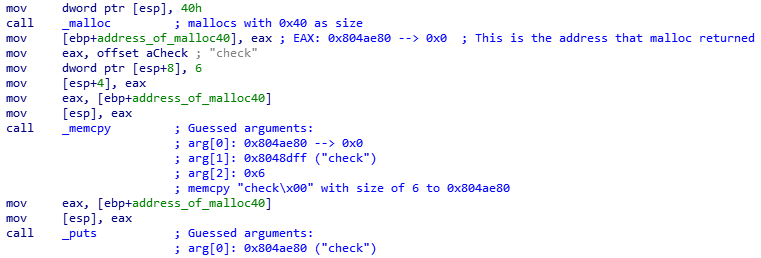 mov dword ptr [esp], 40h
call _malloc ; mallocs with 0x40 as size
mov [ebp+address_of_malloc40], eax ; EAX: 0x804ae80 --> 0x0 ; This is the address that malloc returned
mov eax, offset aCheck ; "check"
mov dword ptr [esp+8], 6
mov [esp+4], eax
mov eax, [ebp+address_of_malloc40]
mov [esp], eax
call _memcpy ; Guessed arguments:
; arg[0]: 0x804ae80 --> 0x0
; arg[1]: 0x8048dff ("check")
; arg[2]: 0x6
; memcpy "check\x00" with size of 6 to 0x804ae80
mov eax, [ebp+address_of_malloc40]
mov [esp], eax
call _puts ; Guessed arguments:
; arg[0]: 0x804ae80 ("check")